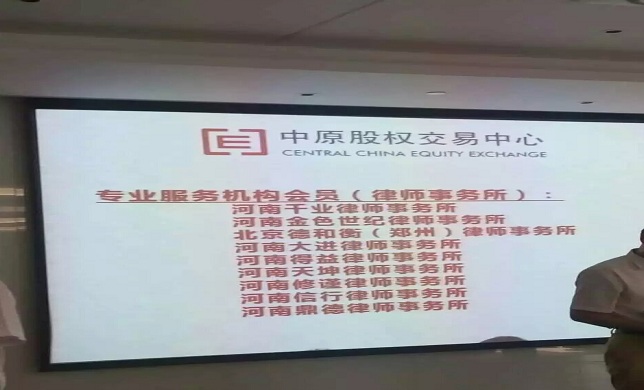 中原股权交易中心
CENTRAL CHINA EQUITY EXCHANGE
专业服务机构会员（律师事务所）：
河南千业律师事务所
河南金色世纪律师事务所
北京德和衡（郑州）律师事务所
河南大进律师事务所
河南得益律师事务所
河南天坤律师事务所
河南修谨律师事务所
河南信行律师事务所
河南鼎德律师事务所